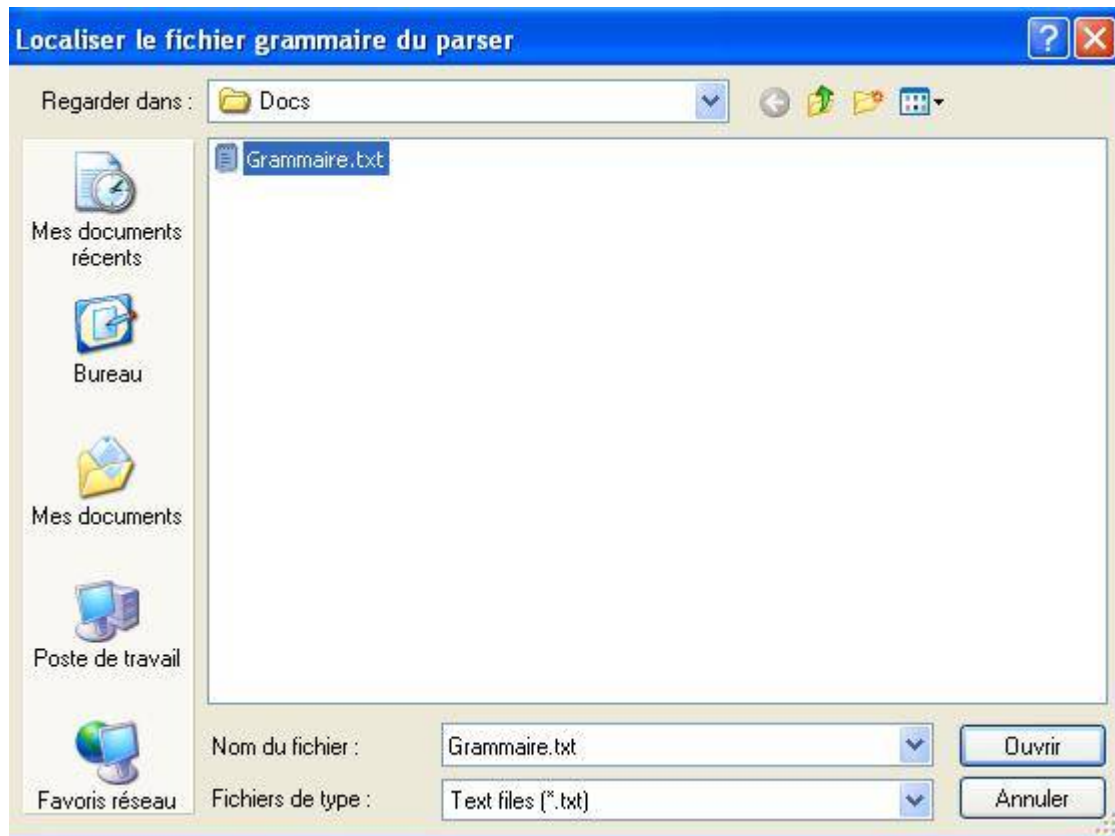 Localiser le fichier grammaire du parser
Regarder dans :
Docs
Grammaire.txt
Mes documents
récents
Bureau
Mes documents
Poste de travail
Favoris réseau
Nom du fichier :
Grammaire.txt
Ouvrir
Fichiers de type :
Text files (*.txt)
Annuler